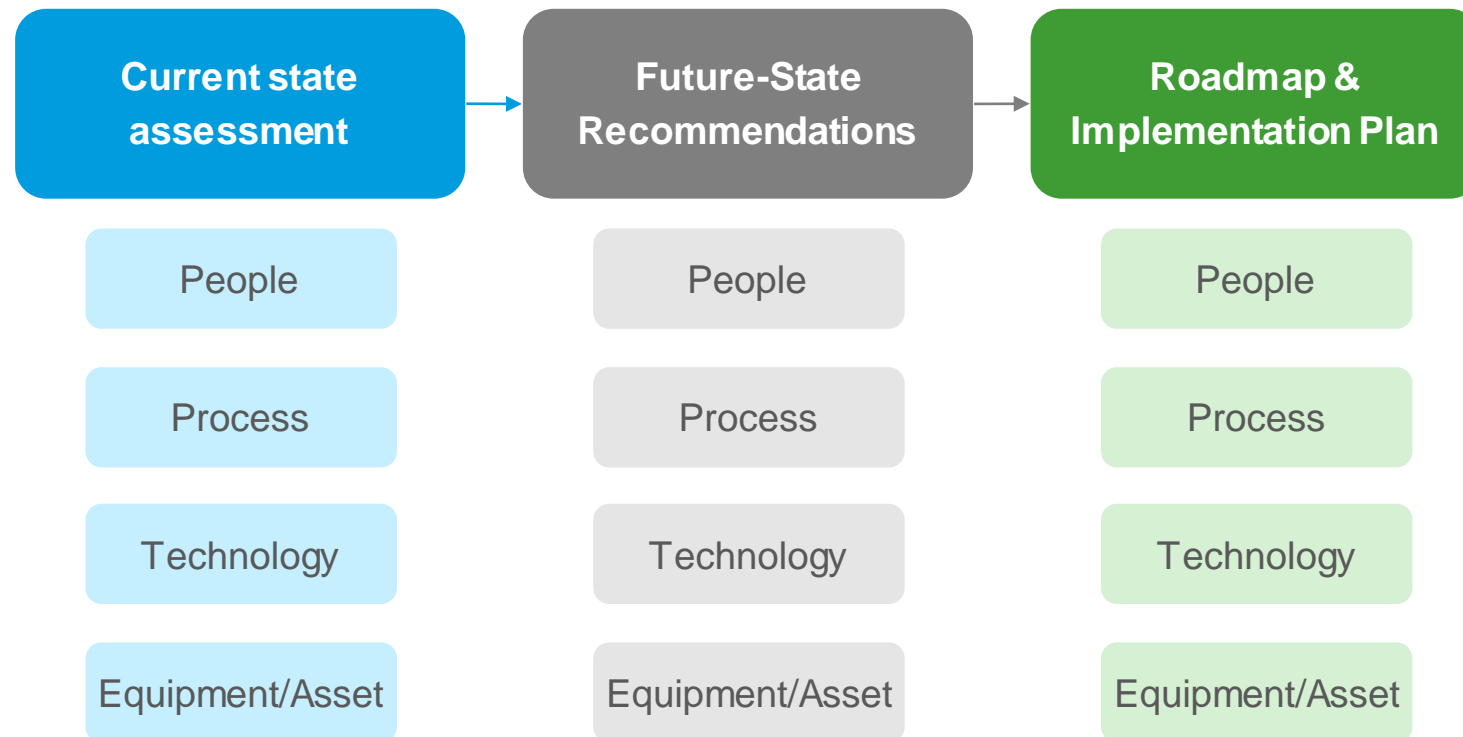 Current state
assessment
Future-State
Recommendations
Roadmap &
Implementation Plan
People
People
People
Process
Process
Process
Technology
Technology
Technology
Equipment/Asset
Equipment/Asset
Equipment/Asset